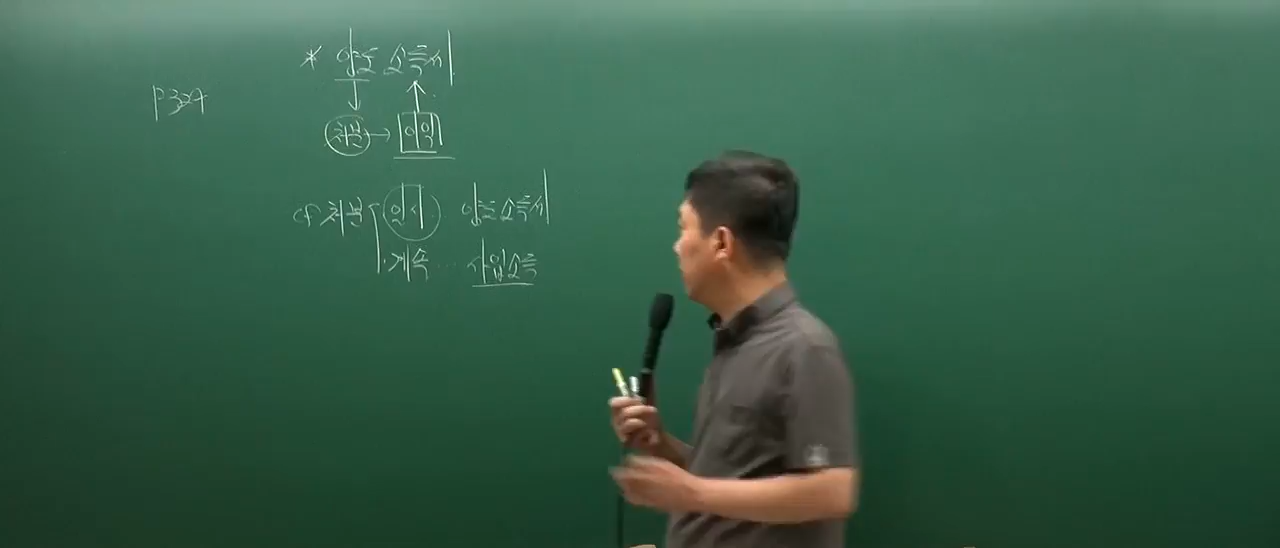 P324
* 양도소득세
처분 → 이익
cf 처분 일시 양도소득세
·계속 ... 사업소득